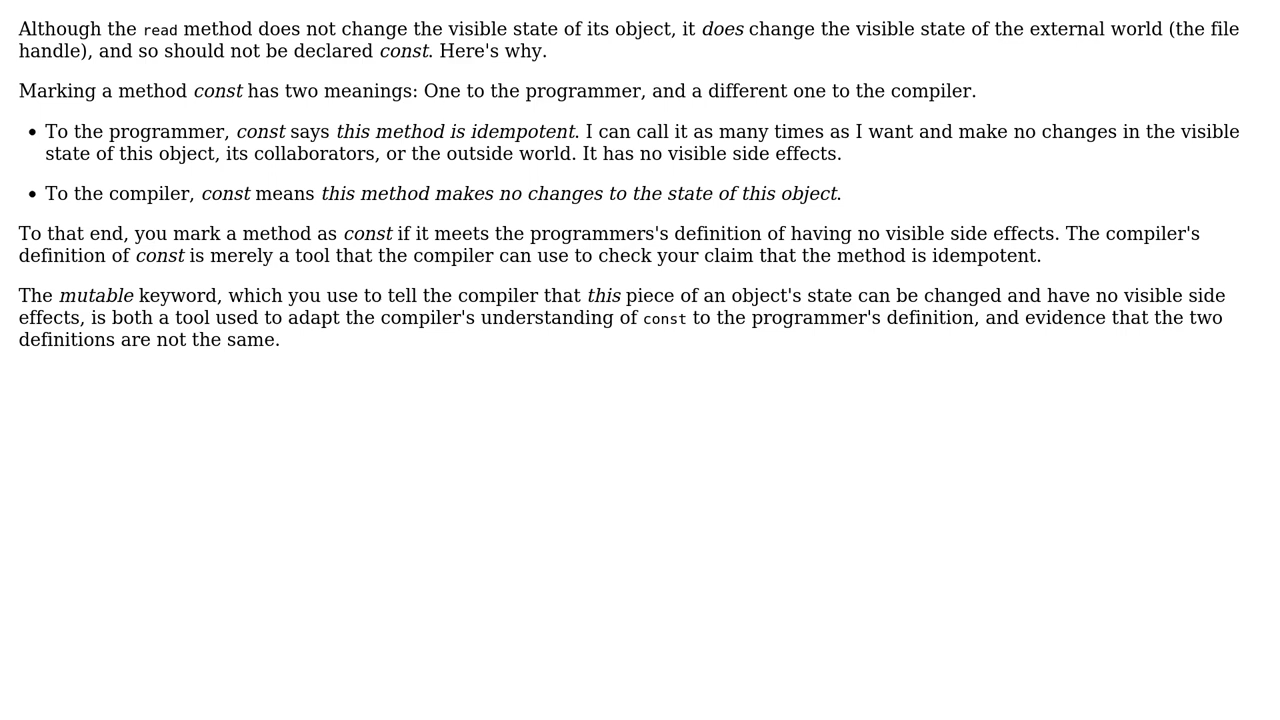 Although the read method does not change the visible state of its object, it does change the visible state of the external world (the file
handle), and so should not be declared const. Here's why.
Marking a method const has two meanings: One to the programmer, and a different one to the compiler.
• To the programmer, const says this method is idempotent. I can call it as many times as I want and make no changes in the visible
state of this object, its collaborators, or the outside world. It has no visible side effects.
• To the compiler, const means this method makes no changes to the state of this object.
To that end, you mark a method as const if it meets the programmers's definition of having no visible side effects. The compiler's
definition of const is merely a tool that the compiler can use to check your claim that the method is idempotent.
The mutable keyword, which you use to tell the compiler that this piece of an object's state can be changed and have no visible side
effects, is both a tool used to adapt the compiler's understanding of const to the programmer's definition, and evidence that the two
definitions are not the same.